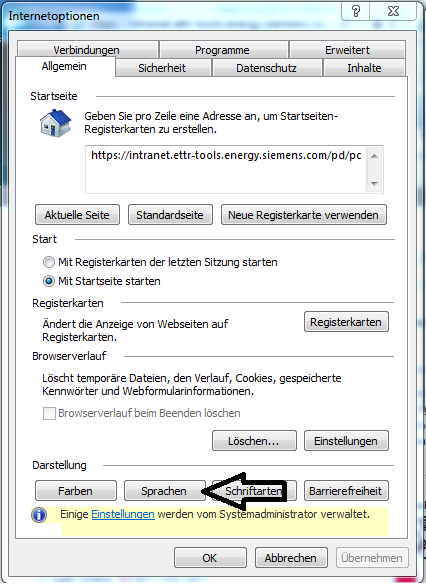 Internetoptionen
Verbindungen Programme Erweitert
Allgemein Sicherheit Datenschutz Inhalte
Startseite
Geben Sie pro Zeile eine Adresse an, um Startseiten-
Registerkarten zu erstellen.
https://intranet.ettr-tools.energy.siemens.com/pd/pc
Aktuelle Seite Standardseite Neue Registerkarte verwenden
Start
Mit Registerkarten der letzten Sitzung starten
Mit Startseite starten
Registerkarten
Ändert die Anzeige von Webseiten auf Registerkarten
Registerkarten.
Browserverlauf
Löscht temporäre Dateien, den Verlauf, Cookies, gespeicherte
Kennwörter und Webformularinformationen.
Browserverlauf beim Beenden löschen
Löschen... Einstellungen
Darstellung
Farben Sprachen Schriftarten Barrierefreiheit
Einige Einstellungen werden vom Systemadministrator verwaltet.
OK Abbrechen Übernehmen